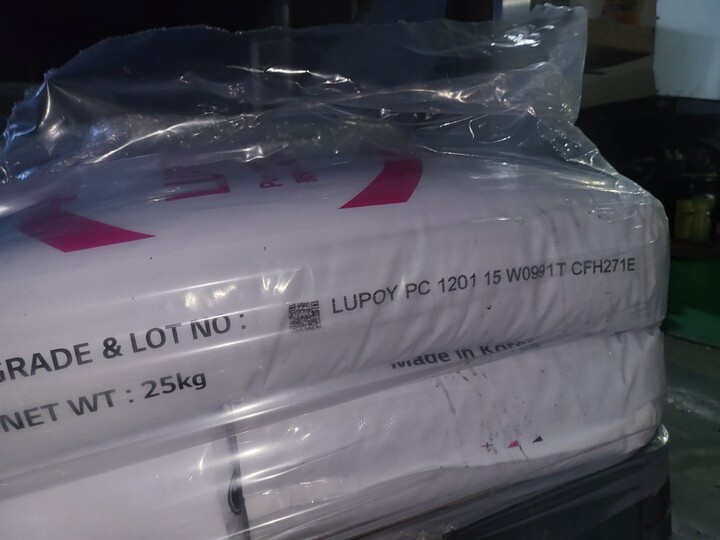 GRADE & LOT NO : LUPOY PC 1201 15 W0991T CFH271E
NET WT : 25kg
Made in Korea